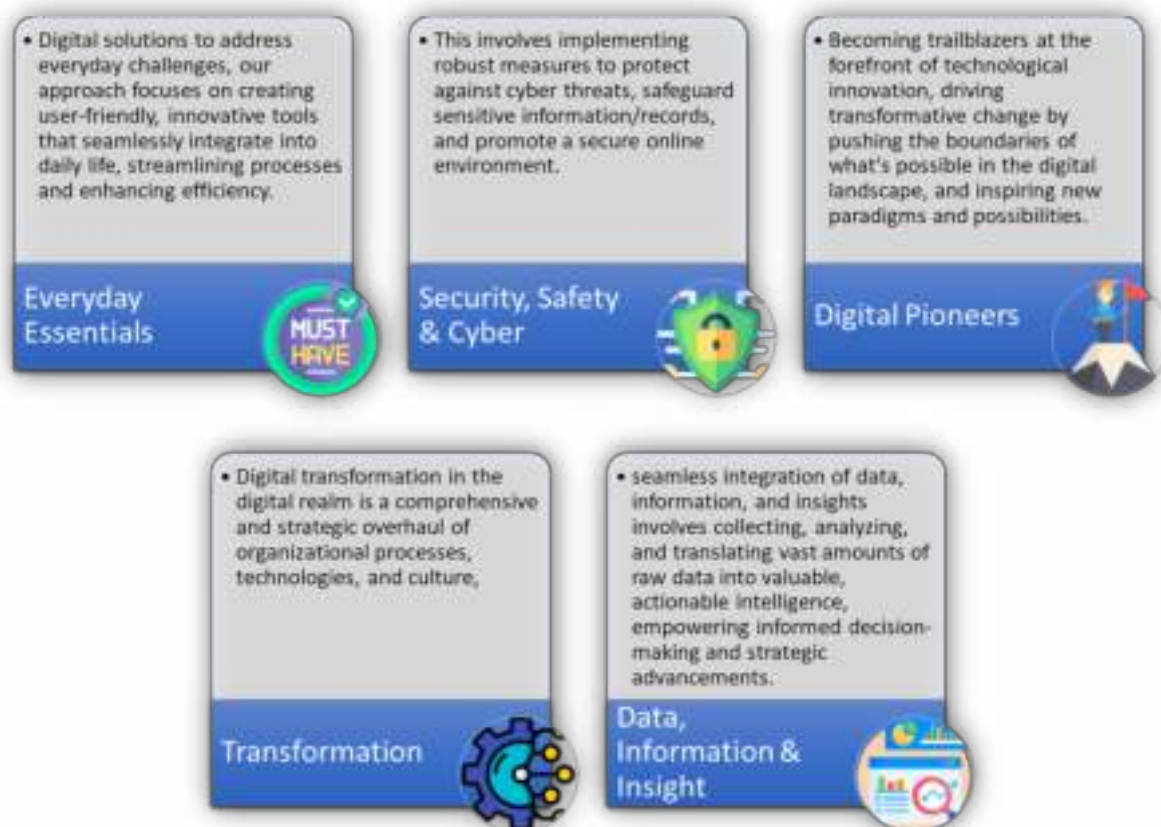 • Digital solutions to address
everyday challenges, our
approach focuses on creating
user-friendly, innovative tools
that seamlessly integrate into
daily life, streamlining processes
and enhancing efficiency.
Everyday
Essentials
MUST
HAVE
• This involves implementing
robust measures to protect
against cyber threats, safeguard
sensitive information/records,
and promote a secure online
environment.
Security, Safety
& Cyber
• Becoming trailblazers at the
forefront of technological
innovation, driving
transformative change by
pushing the boundaries of
what's possible in the digital
landscape, and inspiring new
paradigms and possibilities.
Digital Pioneers
• Digital transformation in the
digital realm is a comprehensive
and strategic overhaul of
organizational processes,
technologies, and culture,
Transformation
• seamless integration of data,
information, and insights
involves collecting, analyzing,
and translating vast amounts of
raw data into valuable,
actionable intelligence,
empowering informed decision-
making and strategic
advancements.
Data,
Information &
Insight